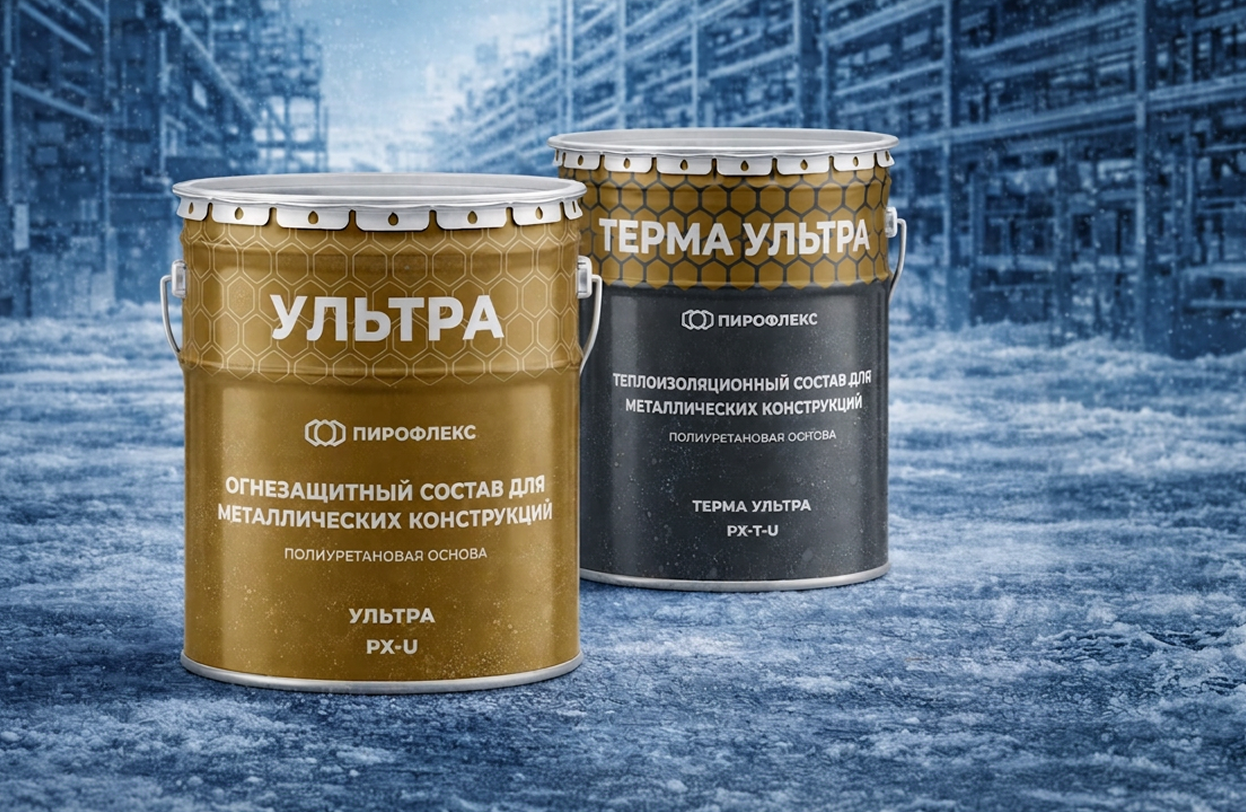 УЛЬТРА
ПИРОФЛЕКС
ОГНЕЗАЩИТНЫЙ СОСТАВ ДЛЯ
МЕТАЛЛИЧЕСКИХ КОНСТРУКЦИЙ
ПОЛИУРЕТАНОВАЯ ОСНОВА
УЛЬТРА
PX-U
ТЕРМА УЛЬТРА
ПИРОФЛЕКС
ТЕПЛОИЗОЛЯЦИОННЫЙ СОСТАВ ДЛЯ
МЕТАЛЛИЧЕСКИХ КОНСТРУКЦИЙ
ПОЛИУРЕТАНОВАЯ ОСНОВА
ТЕРМА УЛЬТРА
PX-T-U